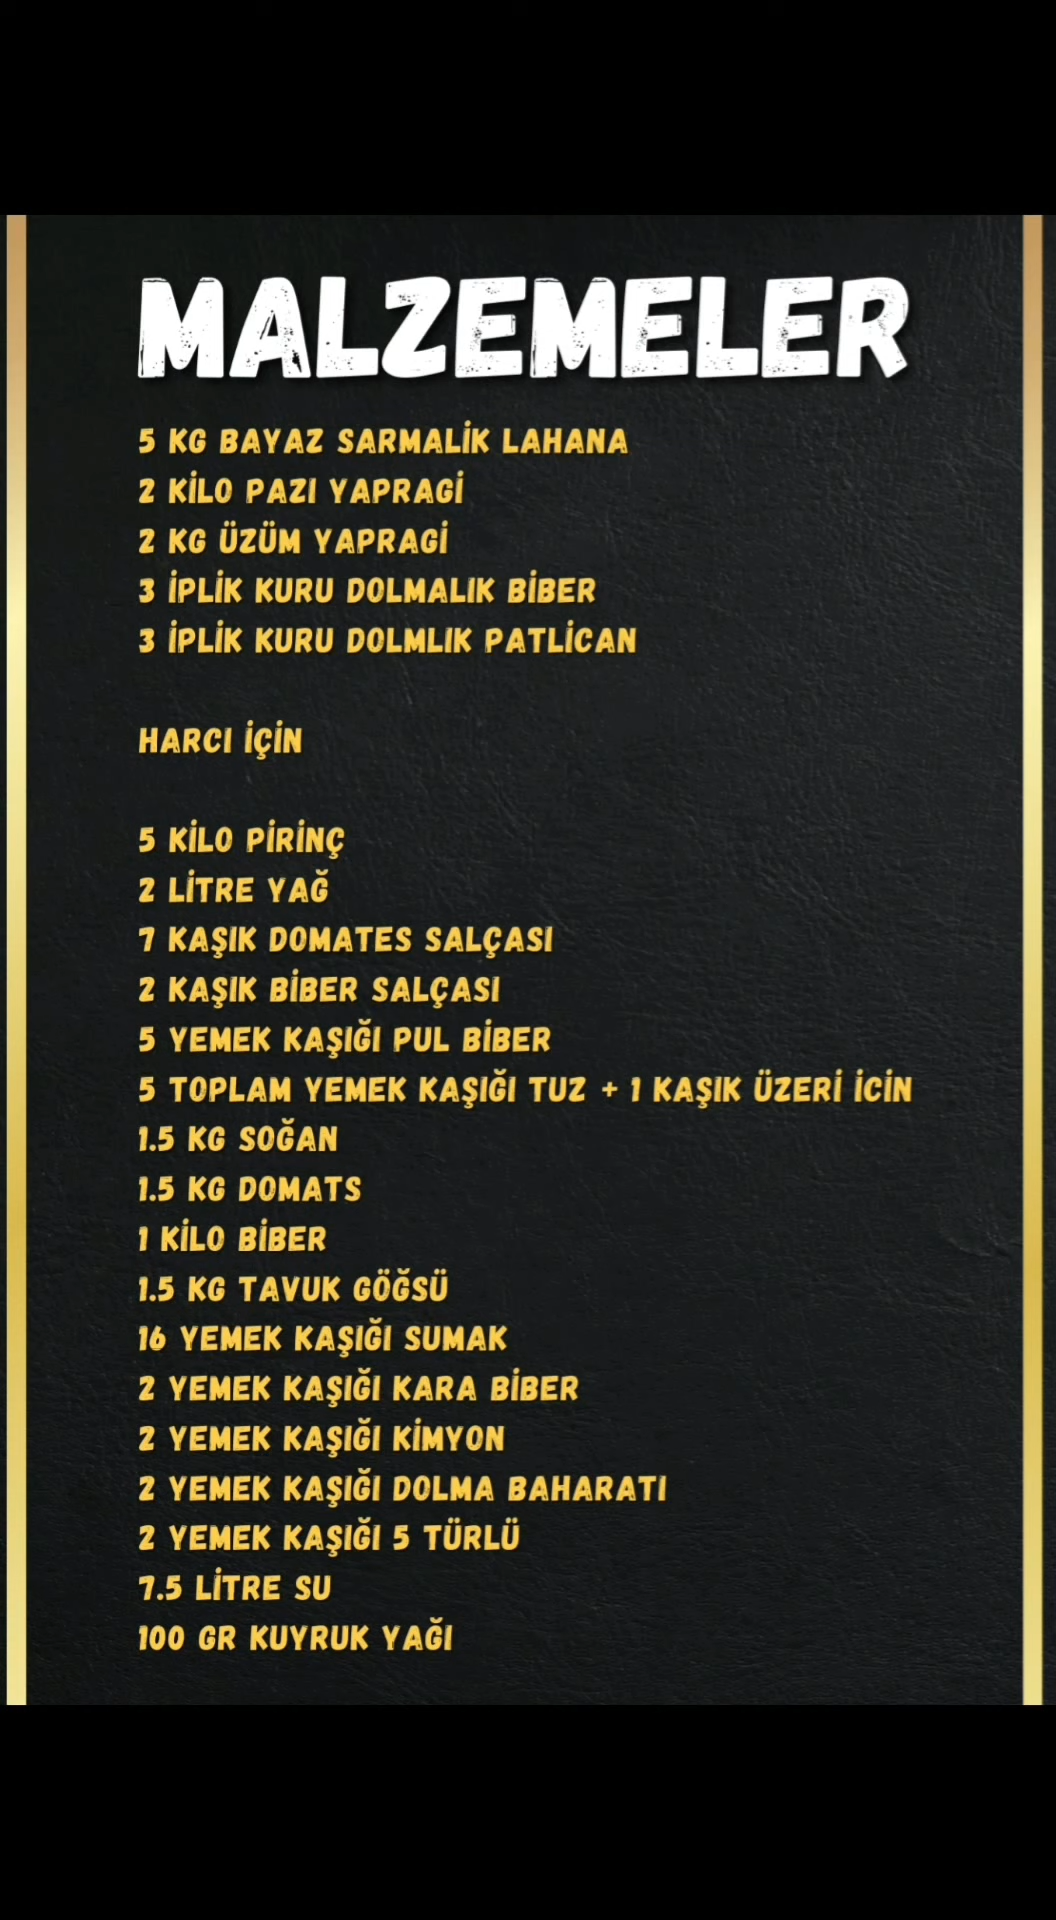 MALZEMELER
5 KG BAYAZ SARMALİK LAHANA
2 KİLO PAZI YAPRAGİ
2 KG ÜZÜM YAPRAGİ
3 İPLİK KURU DOLMALIK BİBER
3 İPLİK KURU DOLMLIK PATLİCAN
HARCI İÇİN
5 KİLO PİRİNÇ
2 LİTRE YAĞ
7 KAŞIK DOMATES SALÇASI
2 KAŞIK BİBER SALÇASI
5 YEMEK KAŞIĞI PUL BİBER
5 TOPLAM YEMEK KAŞIĞI TUZ + 1 KAŞIK ÜZERİ İCİN
1.5 KG SOĞAN
1.5 KG DOMATS
1 KİLO BİBER
1.5 KG TAVUK GÖĞSÜ
16 YEMEK KAŞIĞI SUMAK
2 YEMEK KAŞIĞI KARA BİBER
2 YEMEK KAŞIĞI KİMYON
2 YEMEK KAŞIĞI DOLMA BAHARATI
2 YEMEK KAŞIĞI 5 TÜRLÜ
7.5 LİTRE SU
100 GR KUYRUK YAĞI